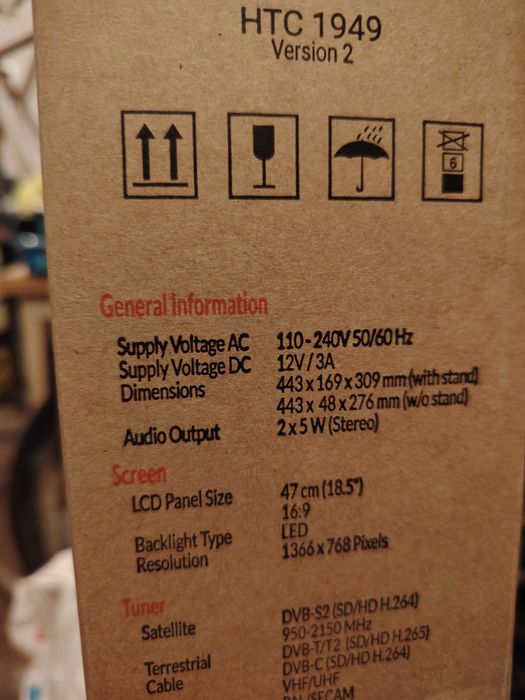 HTC 1949
Version 2
6
General Information
Supply Voltage AC 110 - 240V 50/60 Hz
Supply Voltage DC 12V / 3A
Dimensions 443 x 169 x 309 mm (with stand)
443 x 48 x 276 mm (w/o stand)
Audio Output 2 x 5 W (Stereo)
Screen
LCD Panel Size 47 cm (18.5")
16:9
Backlight Type LED
Resolution 1366 x 768 Pixels
Tuner
Satellite DVB-S2 (SD/HD H.264)
950-2150 MHz
Terrestrial DVB-T/T2 (SD/HD H.265)
Cable DVB-C (SD/HD H.264)
VHF/UHF
PAL/SECAM